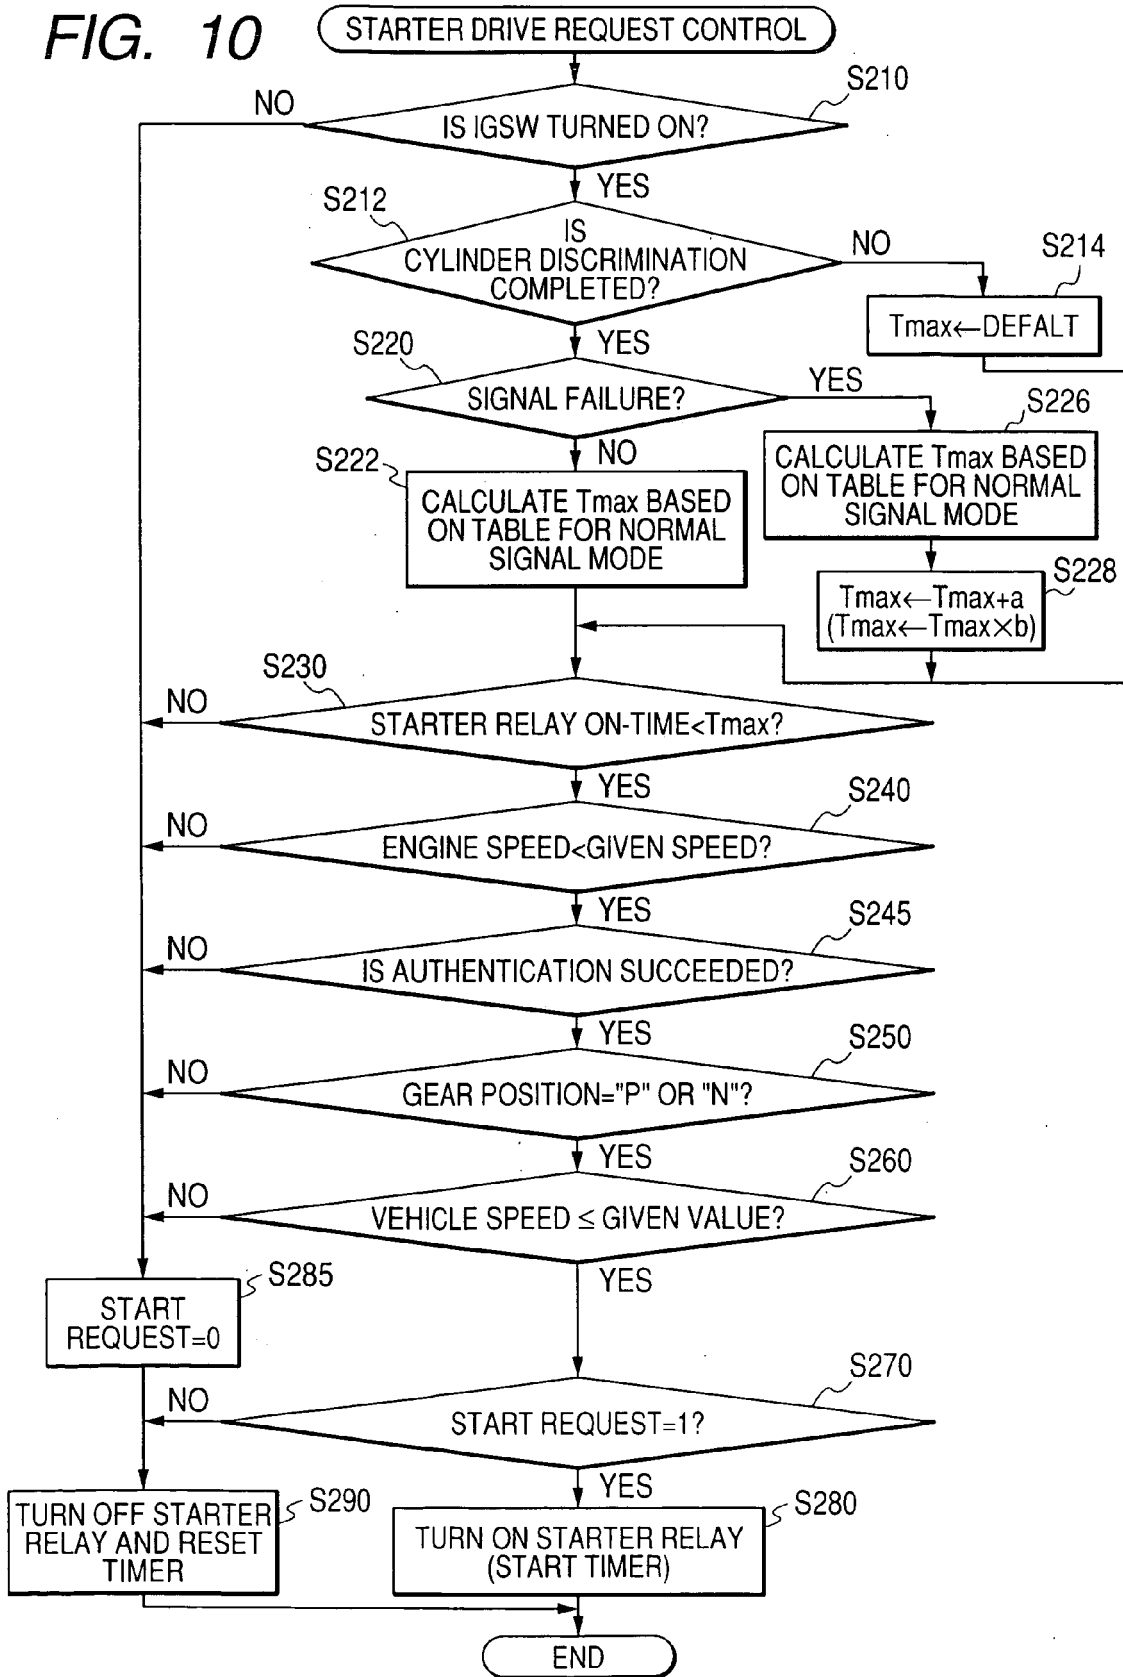 FIG. 10
STARTER DRIVE REQUEST CONTROL
S210
NO
IS IGSW TURNED ON?
YES
S212
IS
CYLINDER DISCRIMINATION
COMPLETED?
NO
S214
Tmax←DEFALT
YES
S220
SIGNAL FAILURE?
YES
S226
CALCULATE Tmax BASED
ON TABLE FOR NORMAL
SIGNAL MODE
NO
S222
CALCULATE Tmax BASED
ON TABLE FOR NORMAL
SIGNAL MODE
S228
Tmax←Tmax+a
(Tmax←Tmax×b)
S230
NO
STARTER RELAY ON-TIME<Tmax?
YES
S240
NO
ENGINE SPEED<GIVEN SPEED?
YES
S245
NO
IS AUTHENTICATION SUCCEEDED?
YES
S250
NO
GEAR POSITION="P" OR "N"?
YES
S260
NO
VEHICLE SPEED ≤ GIVEN VALUE?
YES
S285
START
REQUEST=0
S270
NO
START REQUEST=1?
YES
S290
TURN OFF STARTER
RELAY AND RESET
TIMER
S280
TURN ON STARTER RELAY
(START TIMER)
END